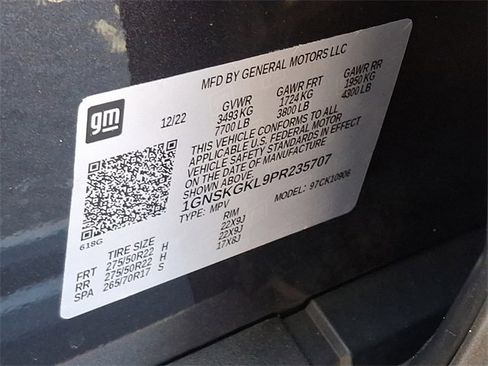 MFD BY GENERAL MOTORS LLC
gm
12/22 GVWR GAWR FRT GAWR RR
3493 KG 1724 KG 1950 KG
7700 LB 3800 LB 4300 LB
THIS VEHICLE CONFORMS TO ALL
APPLICABLE U.S. FEDERAL MOTOR
VEHICLE SAFETY STANDARDS IN EFFECT
ON THE DATE OF MANUFACTURE
SHOWN ABOVE.
1GNSKGKL9PR235707
TYPE: MPV MODEL: 97CK10906
618G
TIRE SIZE RIM
FRT 275/50R22 H 22X9J
RR 275/50R22 H 22X9J
SPA 265/70R17 S 17X8J